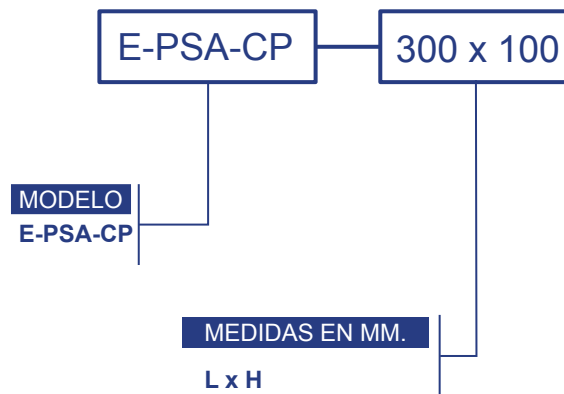 E-PSA-CP 300 x 100
MODELO
E-PSA-CP
MEDIDAS EN MM.
L x H